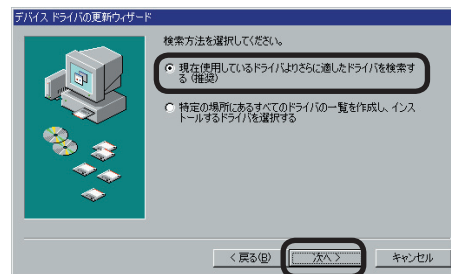 デバイス ドライバの更新ウィザード
検索方法を選択してください。
現在使用しているドライバよりさらに適したドライバを検索す
る (推奨)
特定の場所にあるすべてのドライバの一覧を作成し、インス
トールするドライバを選択する
< 戻る(B)
次へ >
キャンセル